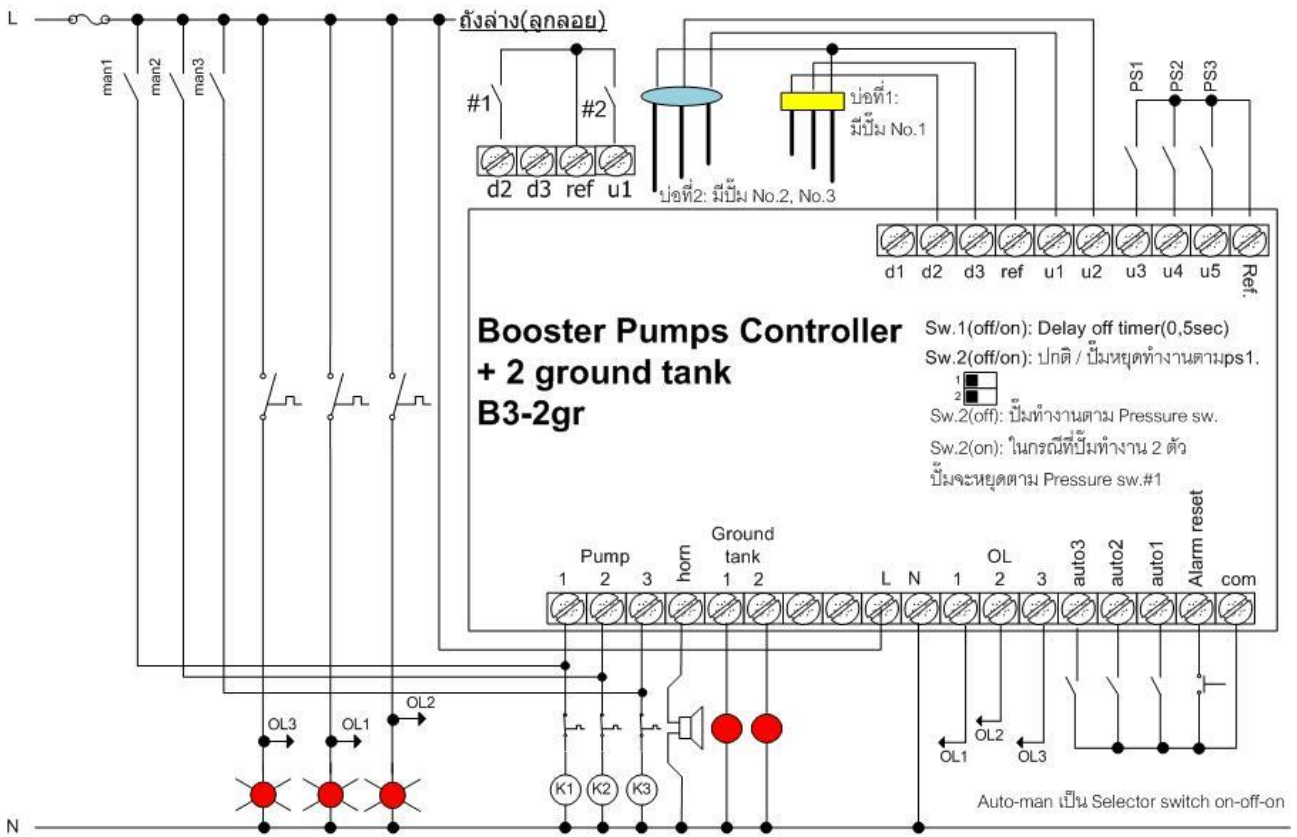 L
ถังล่าง(ลูกลอย)
man1
man2
man3
#1
#2
d2 d3 ref u1
บ่อที่1:
มีปั๊ม No.1
บ่อที่2: มีปั๊ม No.2, No.3
PS1
PS2
PS3
d1 d2 d3 ref u1 u2 u3 u4 u5 Ref.
Booster Pumps Controller
+ 2 ground tank
B3-2gr
Sw.1(off/on): Delay off timer(0,5sec)
Sw.2(off/on): ปกติ / ปั๊มหยุดทำงานตามps1.
1
2
Sw.2(off): ปั๊มทำงานตาม Pressure sw.
Sw.2(on): ในกรณีที่ปั๊มทำงาน 2 ตัว
ปั๊มจะหยุดตาม Pressure sw.#1
Pump
1 2 3
horn
Ground
tank
1 2
L N
OL
1 2 3
auto3
auto2
auto1
Alarm reset
com
OL3
OL1
OL2
K1
K2
K3
OL1
OL2
OL3
Auto-man เป็น Selector switch on-off-on
N